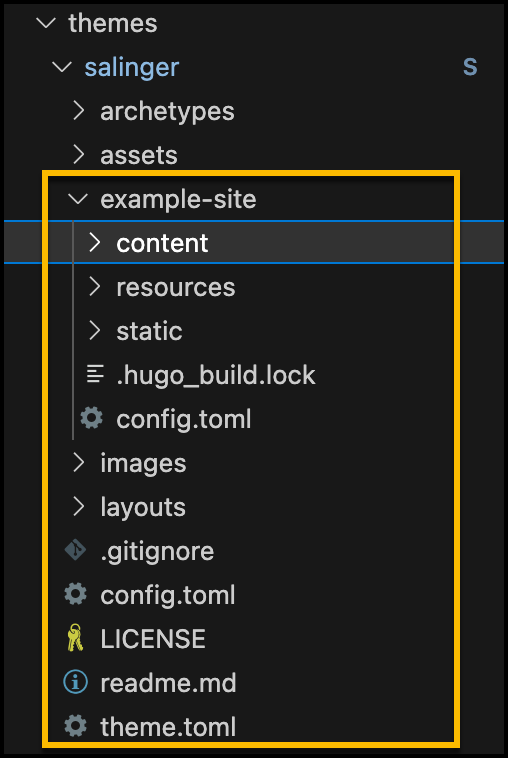 themes
salinger S
archetypes
assets
example-site
content
resources
static
.hugo_build.lock
config.toml
images
layouts
.gitignore
config.toml
LICENSE
readme.md
theme.toml